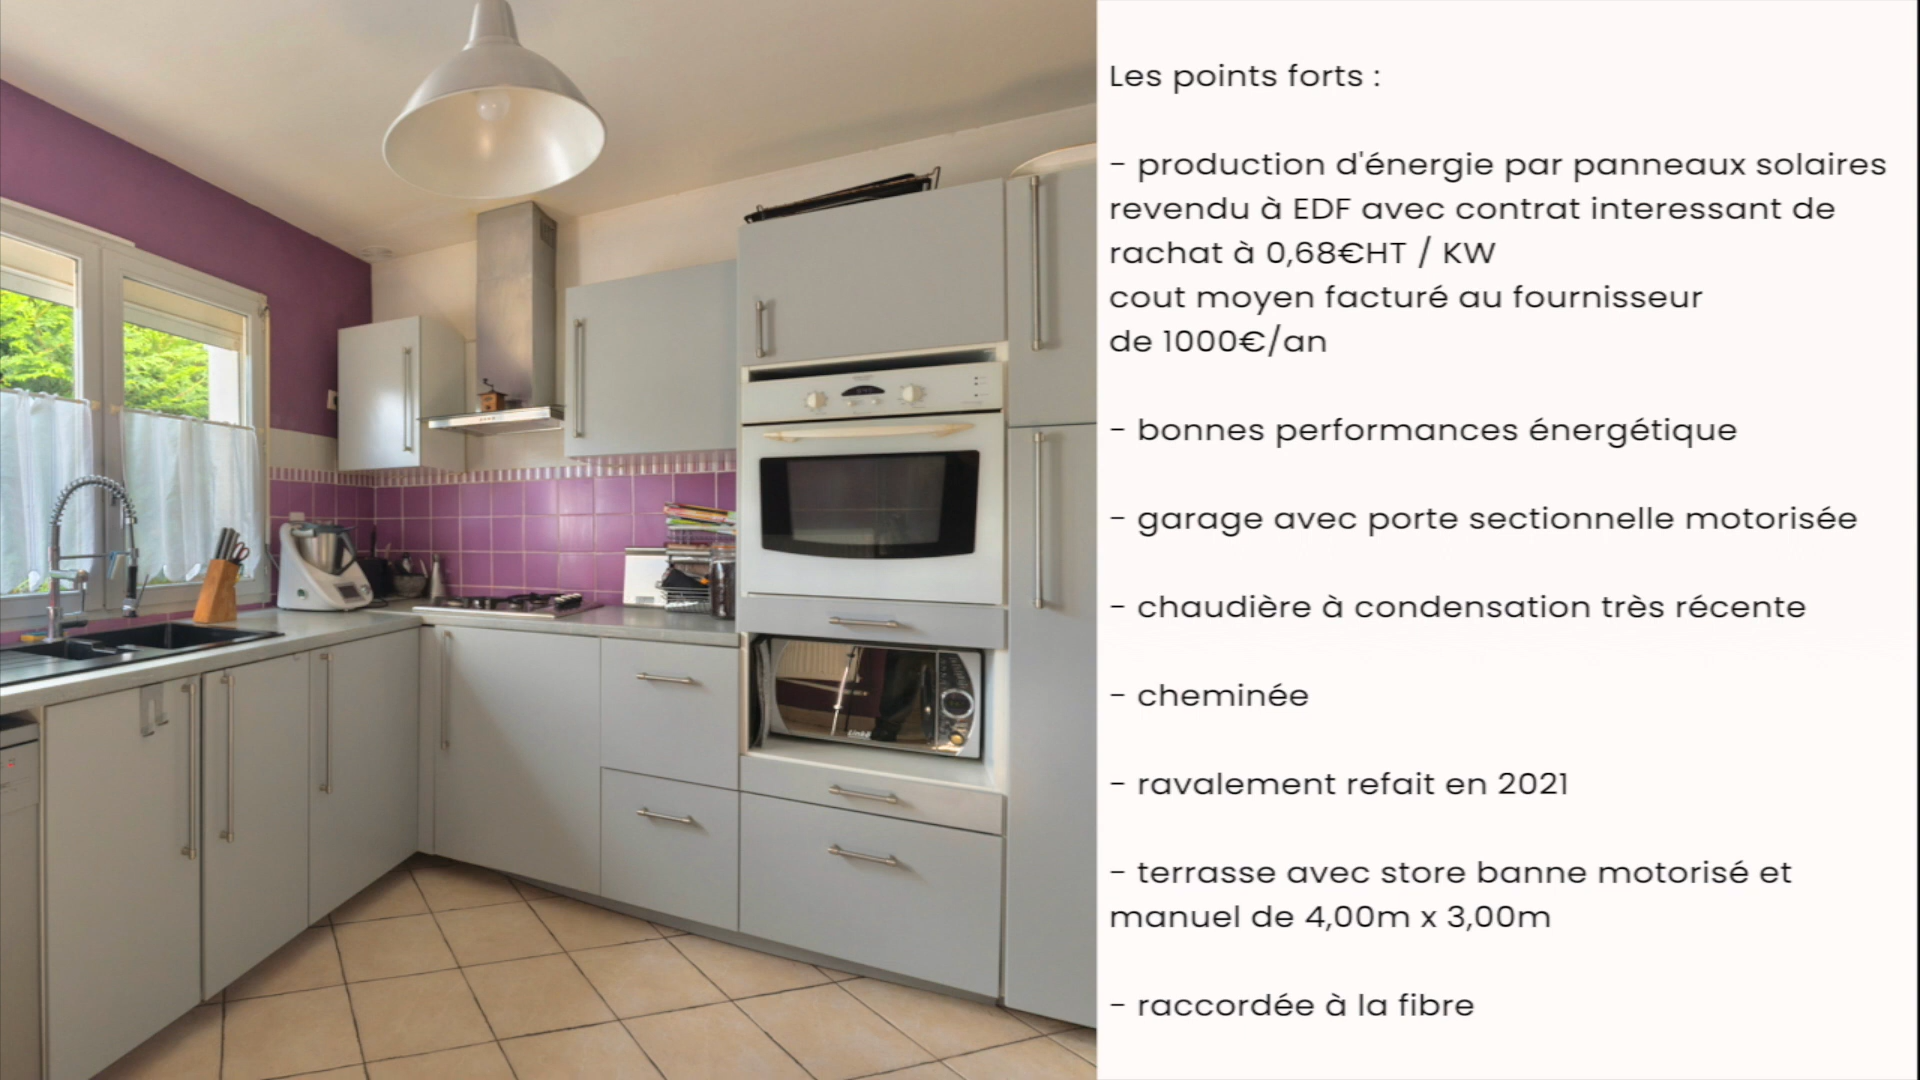 Les points forts :
- production d'énergie par panneaux solaires
revendu à EDF avec contrat interessant de
rachat à 0,68€HT / KW
cout moyen facturé au fournisseur
de 1000€/an
- bonnes performances énergétique
- garage avec porte sectionnelle motorisée
- chaudière à condensation très récente
- cheminée
- ravalement refait en 2021
- terrasse avec store banne motorisé et
manuel de 4,00m x 3,00m
- raccordée à la fibre